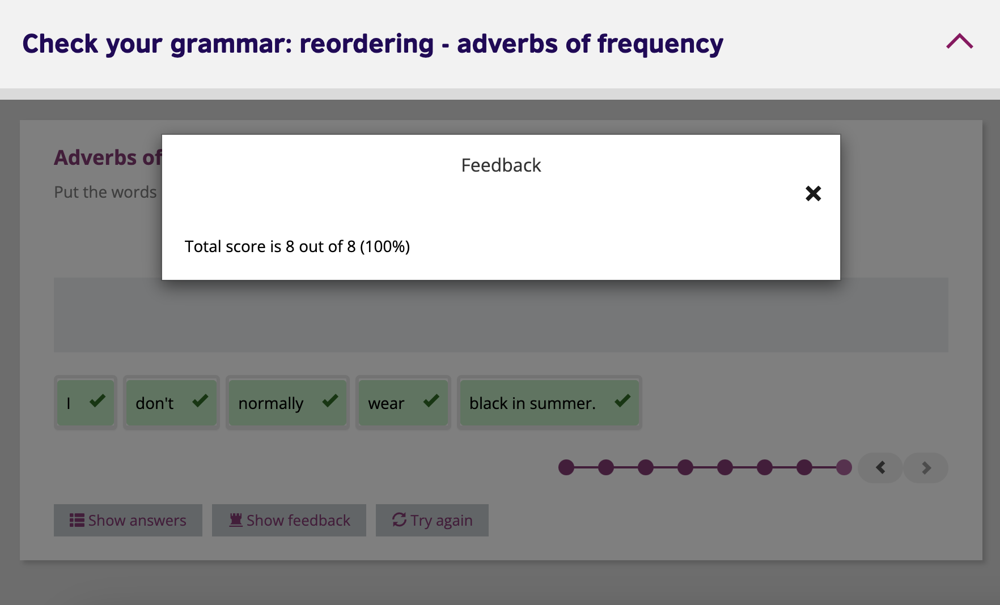 Check your grammar: reordering - adverbs of frequency
Adverbs of
Put the words
Feedback
Total score is 8 out of 8 (100%)
I don't normally wear black in summer.
Show answers Show feedback Try again